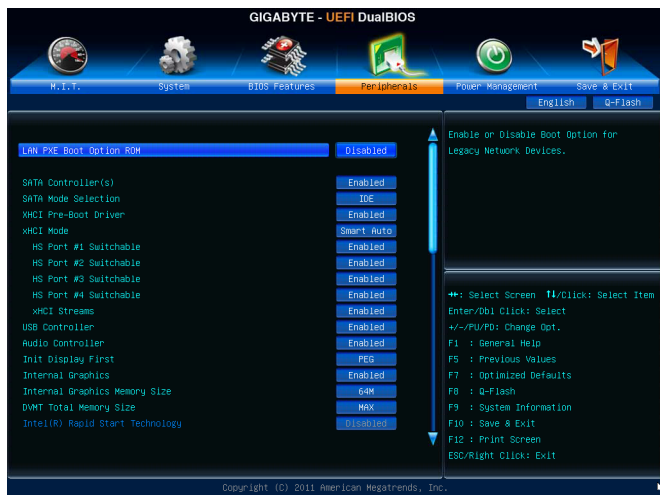 GIGABYTE - UEFI DualBIOS
M.I.T. System BIOS Features Peripherals Power Management Save & Exit
English Q-Flash
LAN PXE Boot Option ROM Disabled
SATA Controller(s) Enabled
SATA Mode Selection IDE
XHCI Pre-Boot Driver Enabled
xHCI Mode Smart Auto
HS Port #1 Switchable Enabled
HS Port #2 Switchable Enabled
HS Port #3 Switchable Enabled
HS Port #4 Switchable Enabled
xHCI Streams Enabled
USB Controller Enabled
Audio Controller Enabled
Init Display First PEG
Internal Graphics Enabled
Internal Graphics Memory Size 64M
DVMT Total Memory Size MAX
Intel(R) Rapid Start Technology Disabled
Enable or Disable Boot Option for
Legacy Network Devices.
→←: Select Screen ↑↓/Click: Select Item
Enter/Dbl Click: Select
+/-/PU/PD: Change Opt.
F1 : General Help
F5 : Previous Values
F7 : Optimized Defaults
F8 : Q-Flash
F9 : System Information
F10 : Save & Exit
F12 : Print Screen
ESC/Right Click: Exit
Copyright (C) 2011 American Megatrends, Inc.